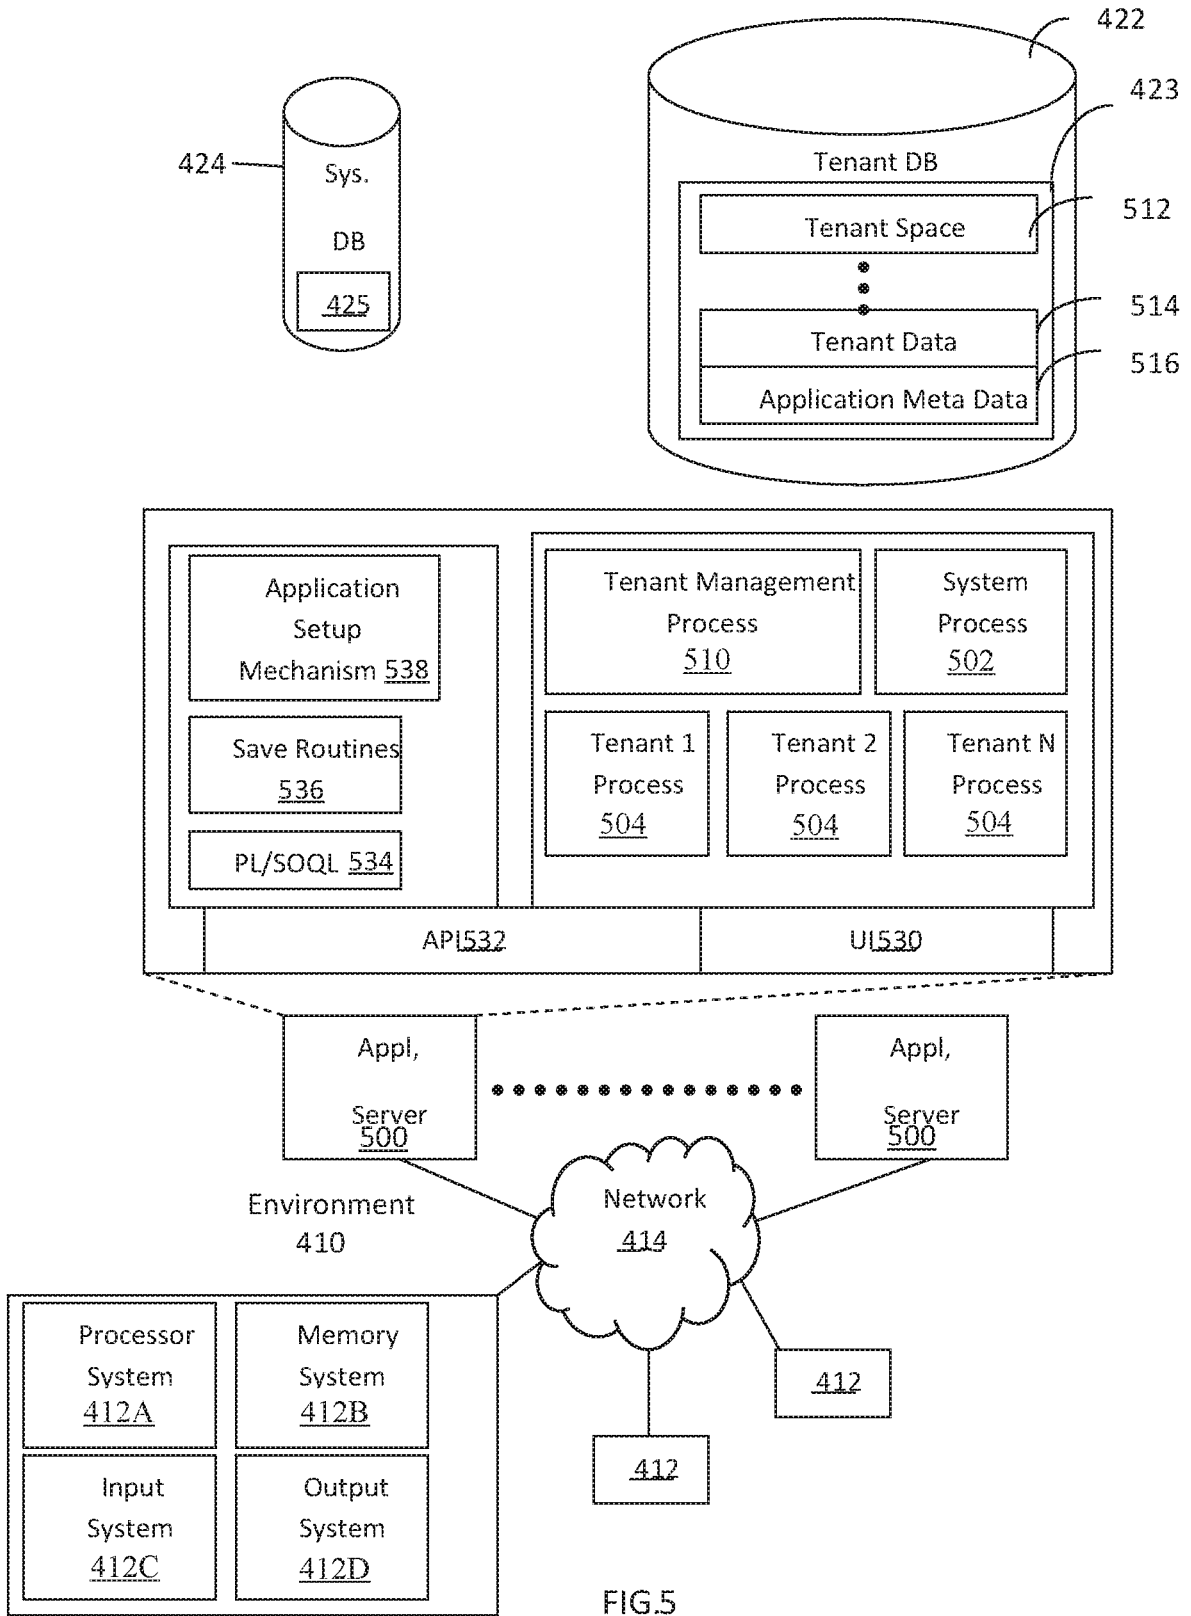 422
423
424
Sys.
DB
425
Tenant DB
Tenant Space
512
514
Tenant Data
516
Application Meta Data
Application
Setup
Mechanism 538
Save Routines
536
PL/SOQL 534
Tenant Management
Process
510
System
Process
502
Tenant 1
Process
504
Tenant 2
Process
504
Tenant N
Process
504
API532
UI530
Appl,
Server
500
Appl,
Server
500
Environment
410
Network
414
Processor
System
412A
Memory
System
412B
Input
System
412C
Output
System
412D
412
412
FIG.5